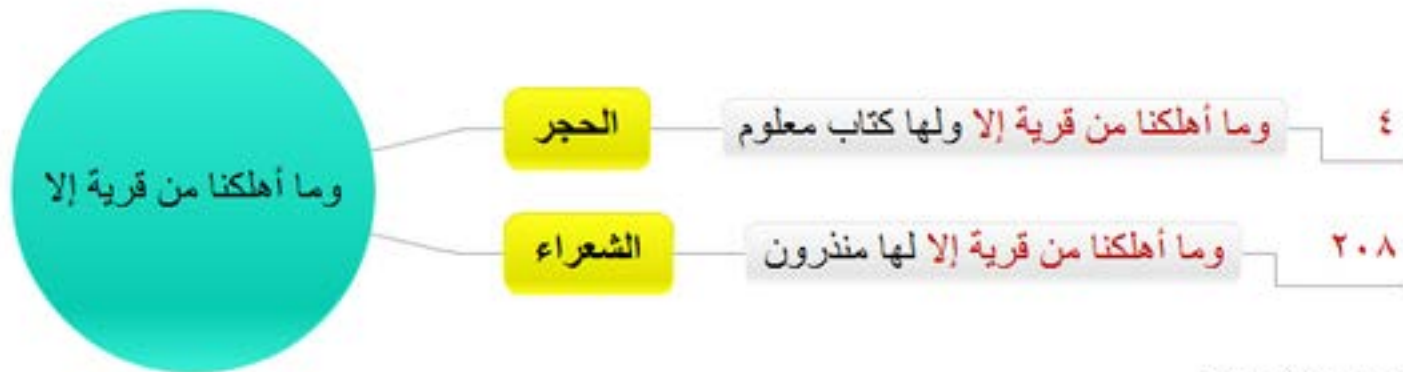 وما أهلكنا من قرية إلا
الحجر
وما أهلكنا من قرية إلا ولها كتاب معلوم
٤
الشعراء
وما أهلكنا من قرية إلا لها منذرون
٢٠٨